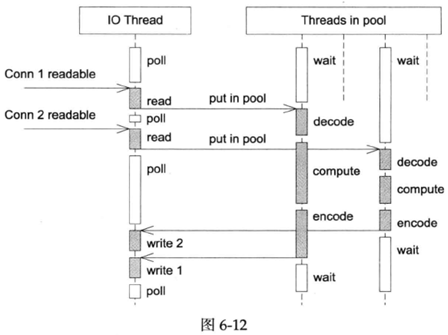 IO Thread
Threads in pool
poll
wait
wait
Conn 1 readable
read
put in pool
Conn 2 readable
poll
decode
read
put in pool
poll
decode
compute
compute
encode
encode
write 2
wait
write 1
wait
poll
图 6-12